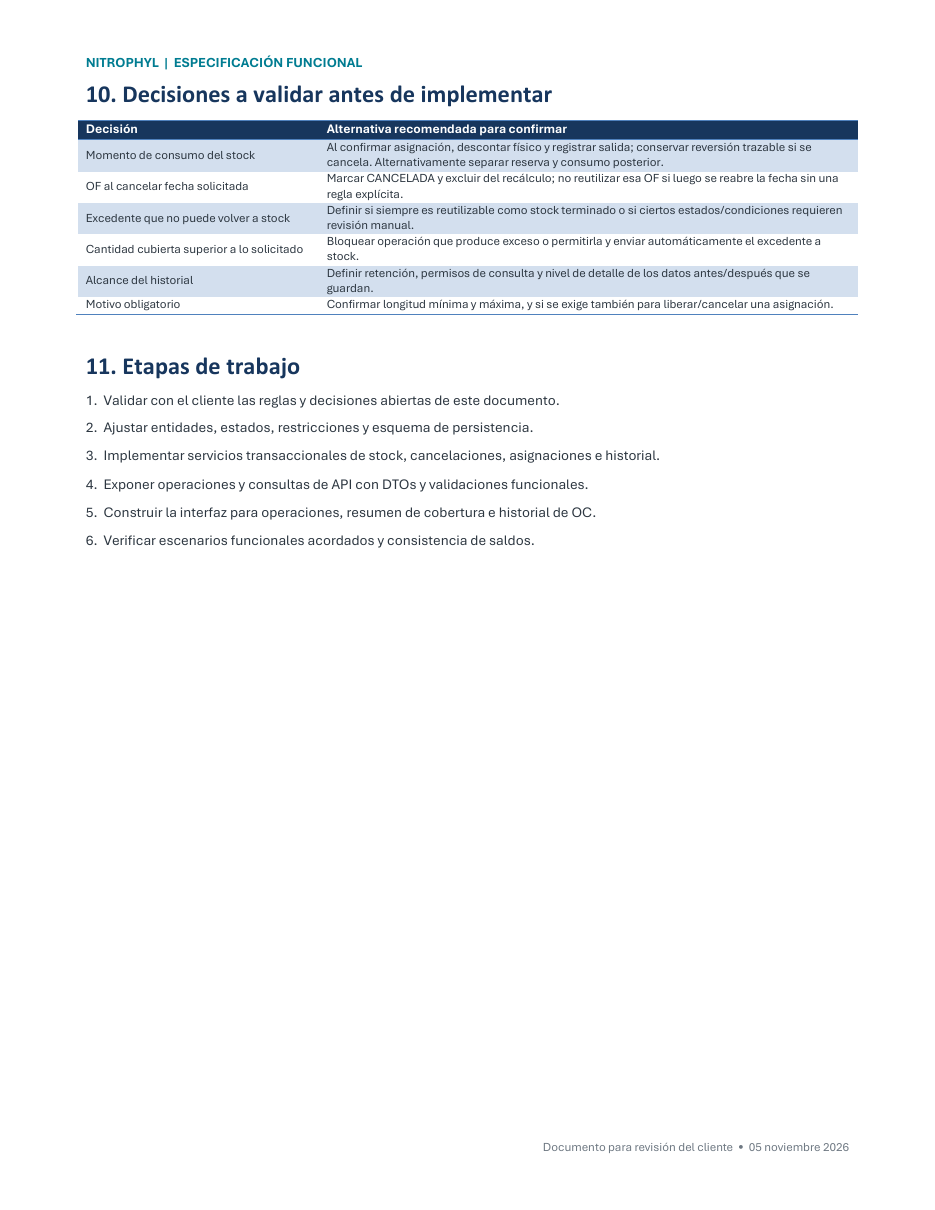 NITROPHYL | ESPECIFICACIÓN FUNCIONAL
10. Decisiones a validar antes de implementar
Decisión
Alternativa recomendada para confirmar
Momento de consumo del stock
Al confirmar asignación, descontar físico y registrar salida; conservar reversión trazable si se
cancela. Alternativamente separar reserva y consumo posterior.
OF al cancelar fecha solicitada
Marcar CANCELADA y excluir del recálculo; no reutilizar esa OF si luego se reabre la fecha sin una
regla explícita.
Excedente que no puede volver a stock
Definir si siempre es reutilizable como stock terminado o si ciertos estados/condiciones requieren
revisión manual.
Cantidad cubierta superior a lo solicitado
Bloquear operación que produce exceso o permitirla y enviar automáticamente el excedente a
stock.
Alcance del historial
Definir retención, permisos de consulta y nivel de detalle de los datos antes/después que se
guardan.
Motivo obligatorio
Confirmar longitud mínima y máxima, y si se exige también para liberar/cancelar una asignación.
11. Etapas de trabajo
1. Validar con el cliente las reglas y decisiones abiertas de este documento.
2. Ajustar entidades, estados, restricciones y esquema de persistencia.
3. Implementar servicios transaccionales de stock, cancelaciones, asignaciones e historial.
4. Exponer operaciones y consultas de API con DTOs y validaciones funcionales.
5. Construir la interfaz para operaciones, resumen de cobertura e historial de OC.
6. Verificar escenarios funcionales acordados y consistencia de saldos.
Documento para revisión del cliente • 05 noviembre 2026